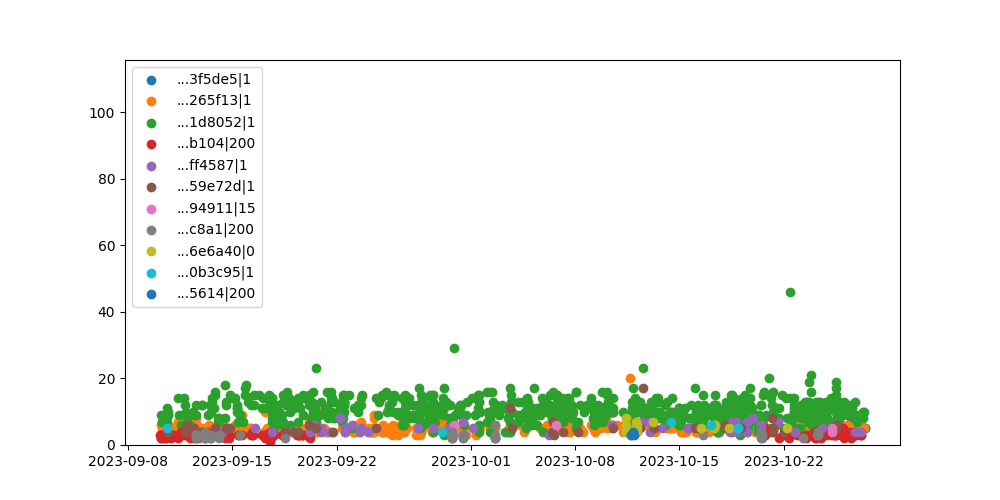 ...3f5de5|1
...265f13|1
...1d8052|1
...b104|200
...ff4587|1
...59e72d|1
...94911|15
...c8a1|200
...6e6a40|0
...0b3c95|1
...5614|200
100
80
60
40
20
0
2023-09-08 2023-09-15 2023-09-22 2023-10-01 2023-10-08 2023-10-15 2023-10-22